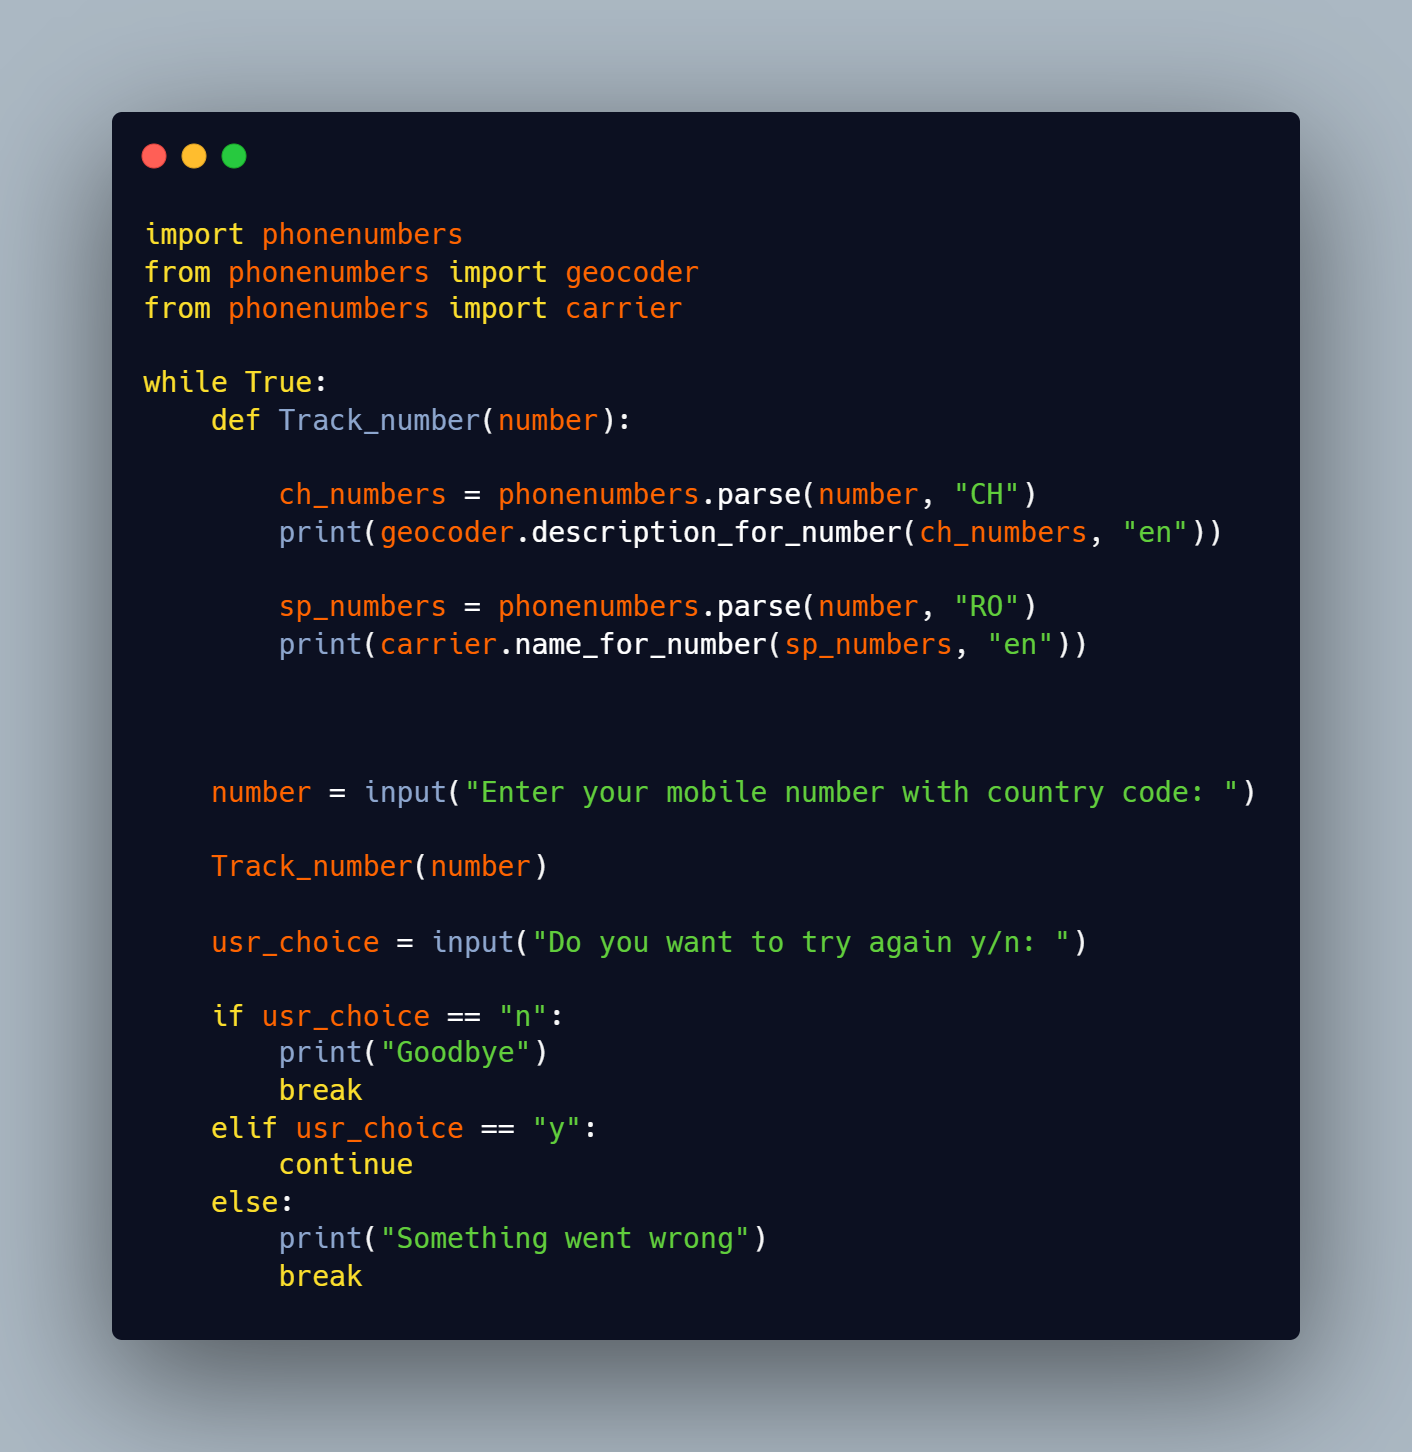 import phonenumbers
from phonenumbers import geocoder
from phonenumbers import carrier

while True:
    def Track_number(number):

        ch_numbers = phonenumbers.parse(number, "CH")
        print(geocoder.description_for_number(ch_numbers, "en"))

        sp_numbers = phonenumbers.parse(number, "RO")
        print(carrier.name_for_number(sp_numbers, "en"))



    number = input("Enter your mobile number with country code: ")

    Track_number(number)

    usr_choice = input("Do you want to try again y/n: ")

    if usr_choice == "n":
        print("Goodbye")
        break
    elif usr_choice == "y":
        continue
    else:
        print("Something went wrong")
        break